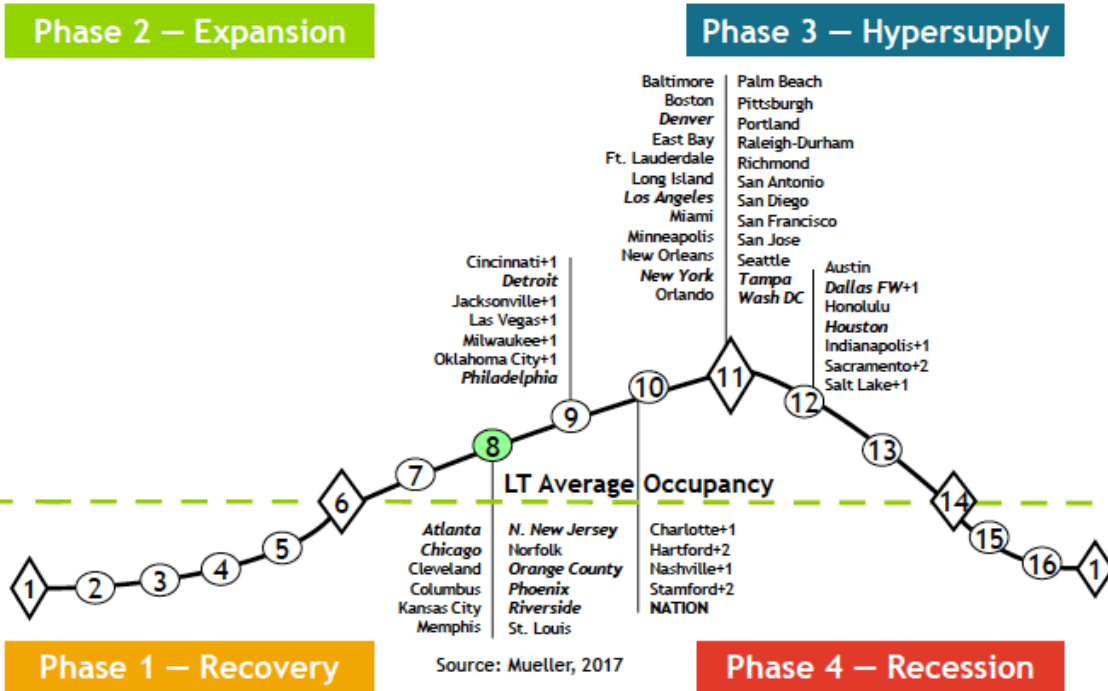 Phase 2 — Expansion
Phase 3 — Hypersupply
Baltimore
Boston
Denver
East Bay
Ft. Lauderdale
Long Island
Los Angeles
Miami
Minneapolis
New Orleans
New York
Orlando
Palm Beach
Pittsburgh
Portland
Raleigh-Durham
Richmond
San Antonio
San Diego
San Francisco
San Jose
Seattle
Tampa
Wash DC
Cincinnati+1
Detroit
Jacksonville+1
Las Vegas+1
Milwaukee+1
Oklahoma City+1
Philadelphia
Austin
Dallas FW+1
Honolulu
Houston
Indianapolis+1
Sacramento+2
Salt Lake+1
1
2
3
4
5
6
7
8
9
10
11
12
13
14
15
16
1
LT Average Occupancy
Atlanta
Chicago
Cleveland
Columbus
Kansas City
Memphis
N. New Jersey
Norfolk
Orange County
Phoenix
Riverside
St. Louis
Charlotte+1
Hartford+2
Nashville+1
Stamford+2
NATION
Phase 1 — Recovery
Source: Mueller, 2017
Phase 4 — Recession